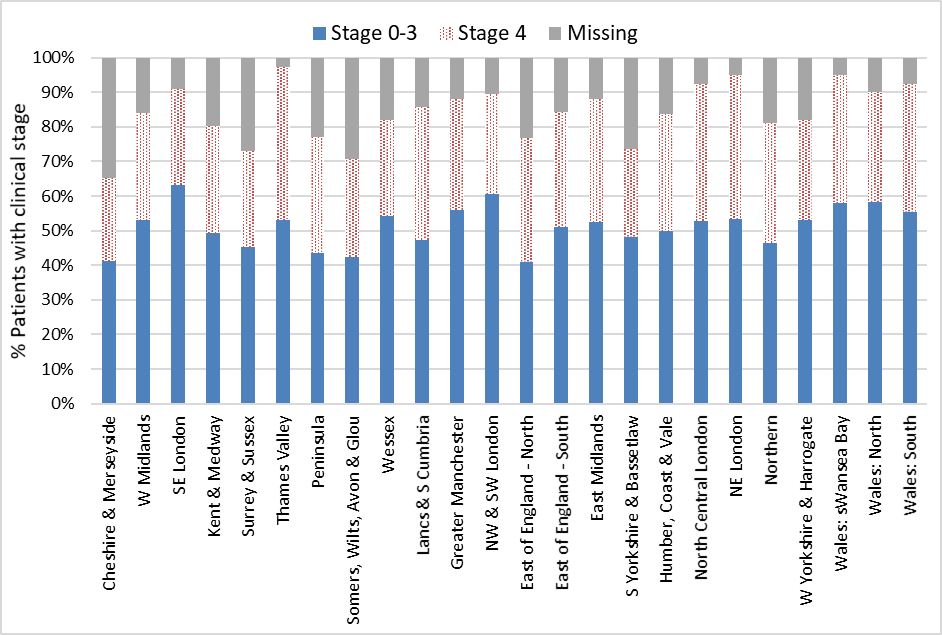 Stage 0-3 Stage 4 Missing
% Patients with clinical stage
100%
90%
80%
70%
60%
50%
40%
30%
20%
10%
0%
Cheshire & Merseyside
W Midlands
SE London
Kent & Medway
Surrey & Sussex
Thames Valley
Peninsula
Somers, Wilts, Avon & Glou
Wessex
Lancs & S Cumbria
Greater Manchester
NW & SW London
East of England - North
East of England - South
East Midlands
S Yorkshire & Bassetlaw
Humber, Coast & Vale
North Central London
NE London
Northern
W Yorkshire & Harrogate
Wales: sWansea Bay
Wales: North
Wales: South